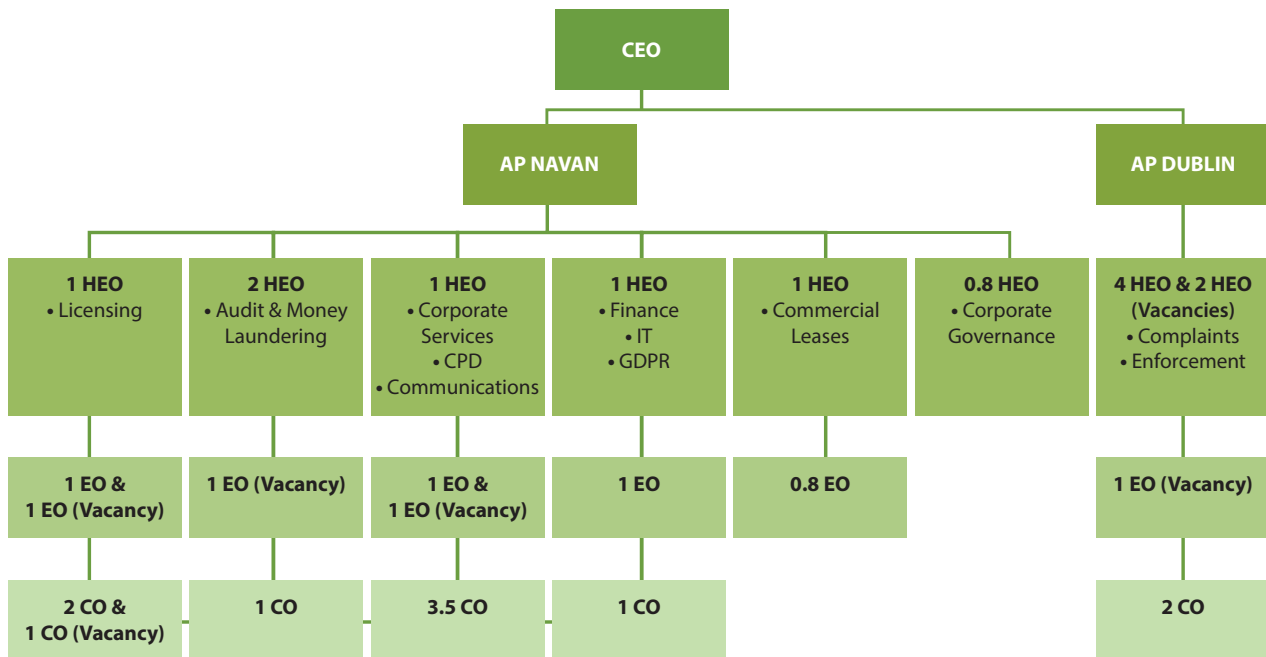 CEO
AP NAVAN
AP DUBLIN
1 HEO
• Licensing
2 HEO
• Audit & Money
Laundering
1 HEO
• Corporate
Services
• CPD
• Communications
1 HEO
• Finance
• IT
• GDPR
1 HEO
• Commercial
Leases
0.8 HEO
• Corporate
Governance
4 HEO & 2 HEO
(Vacancies)
• Complaints
• Enforcement
1 EO &
1 EO (Vacancy)
1 EO (Vacancy)
1 EO &
1 EO (Vacancy)
1 EO
0.8 EO
1 EO (Vacancy)
2 CO &
1 CO (Vacancy)
1 CO
3.5 CO
1 CO
2 CO